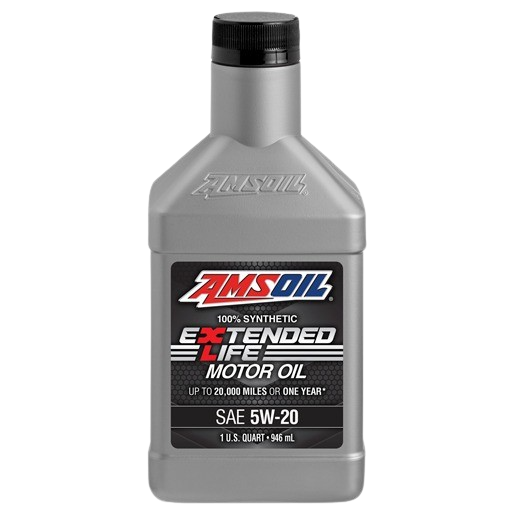 AMSOIL
AMSOIL
100% SYNTHETIC
EXTENDED
LIFE
MOTOR OIL
UP TO 20,000 MILES OR ONE YEAR*
SAE 5W-20
1 U.S. QUART • 946 mL